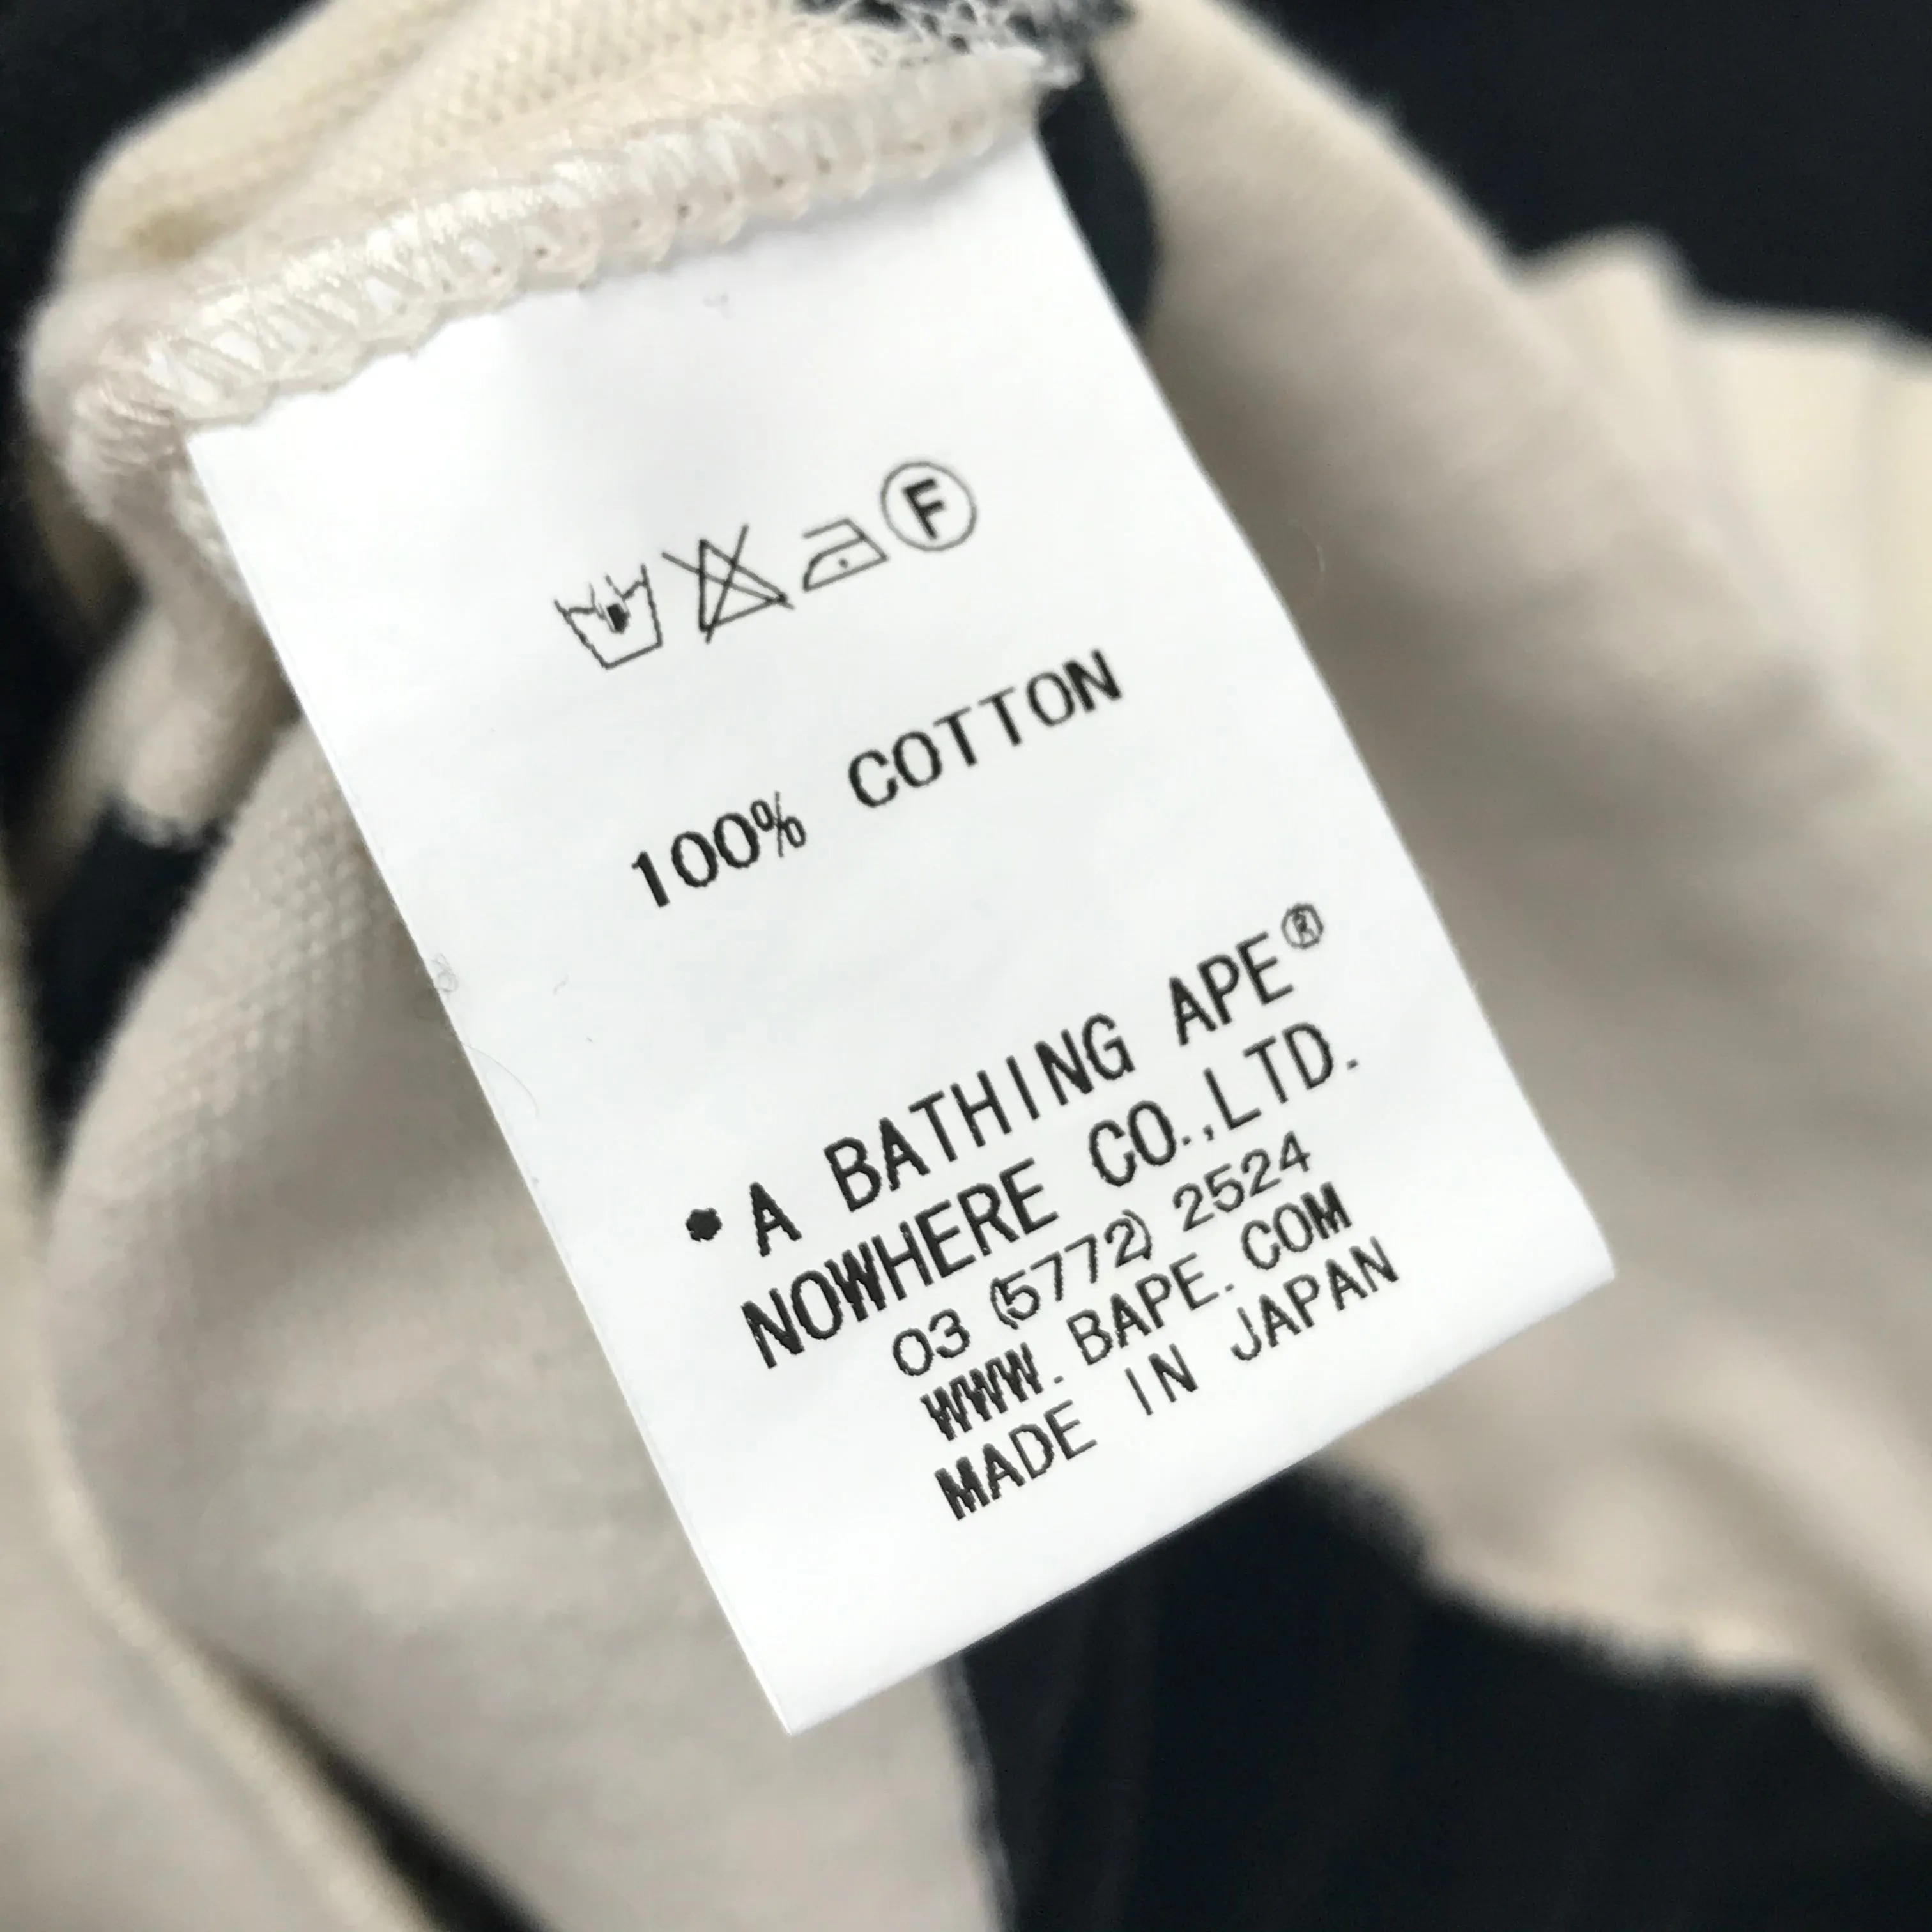 F
100% COTTON
•A BATHING APE®
NOWHERE CO.,LTD.
03 (5772) 2524
WWW. BAPE. COM
MADE IN JAPAN